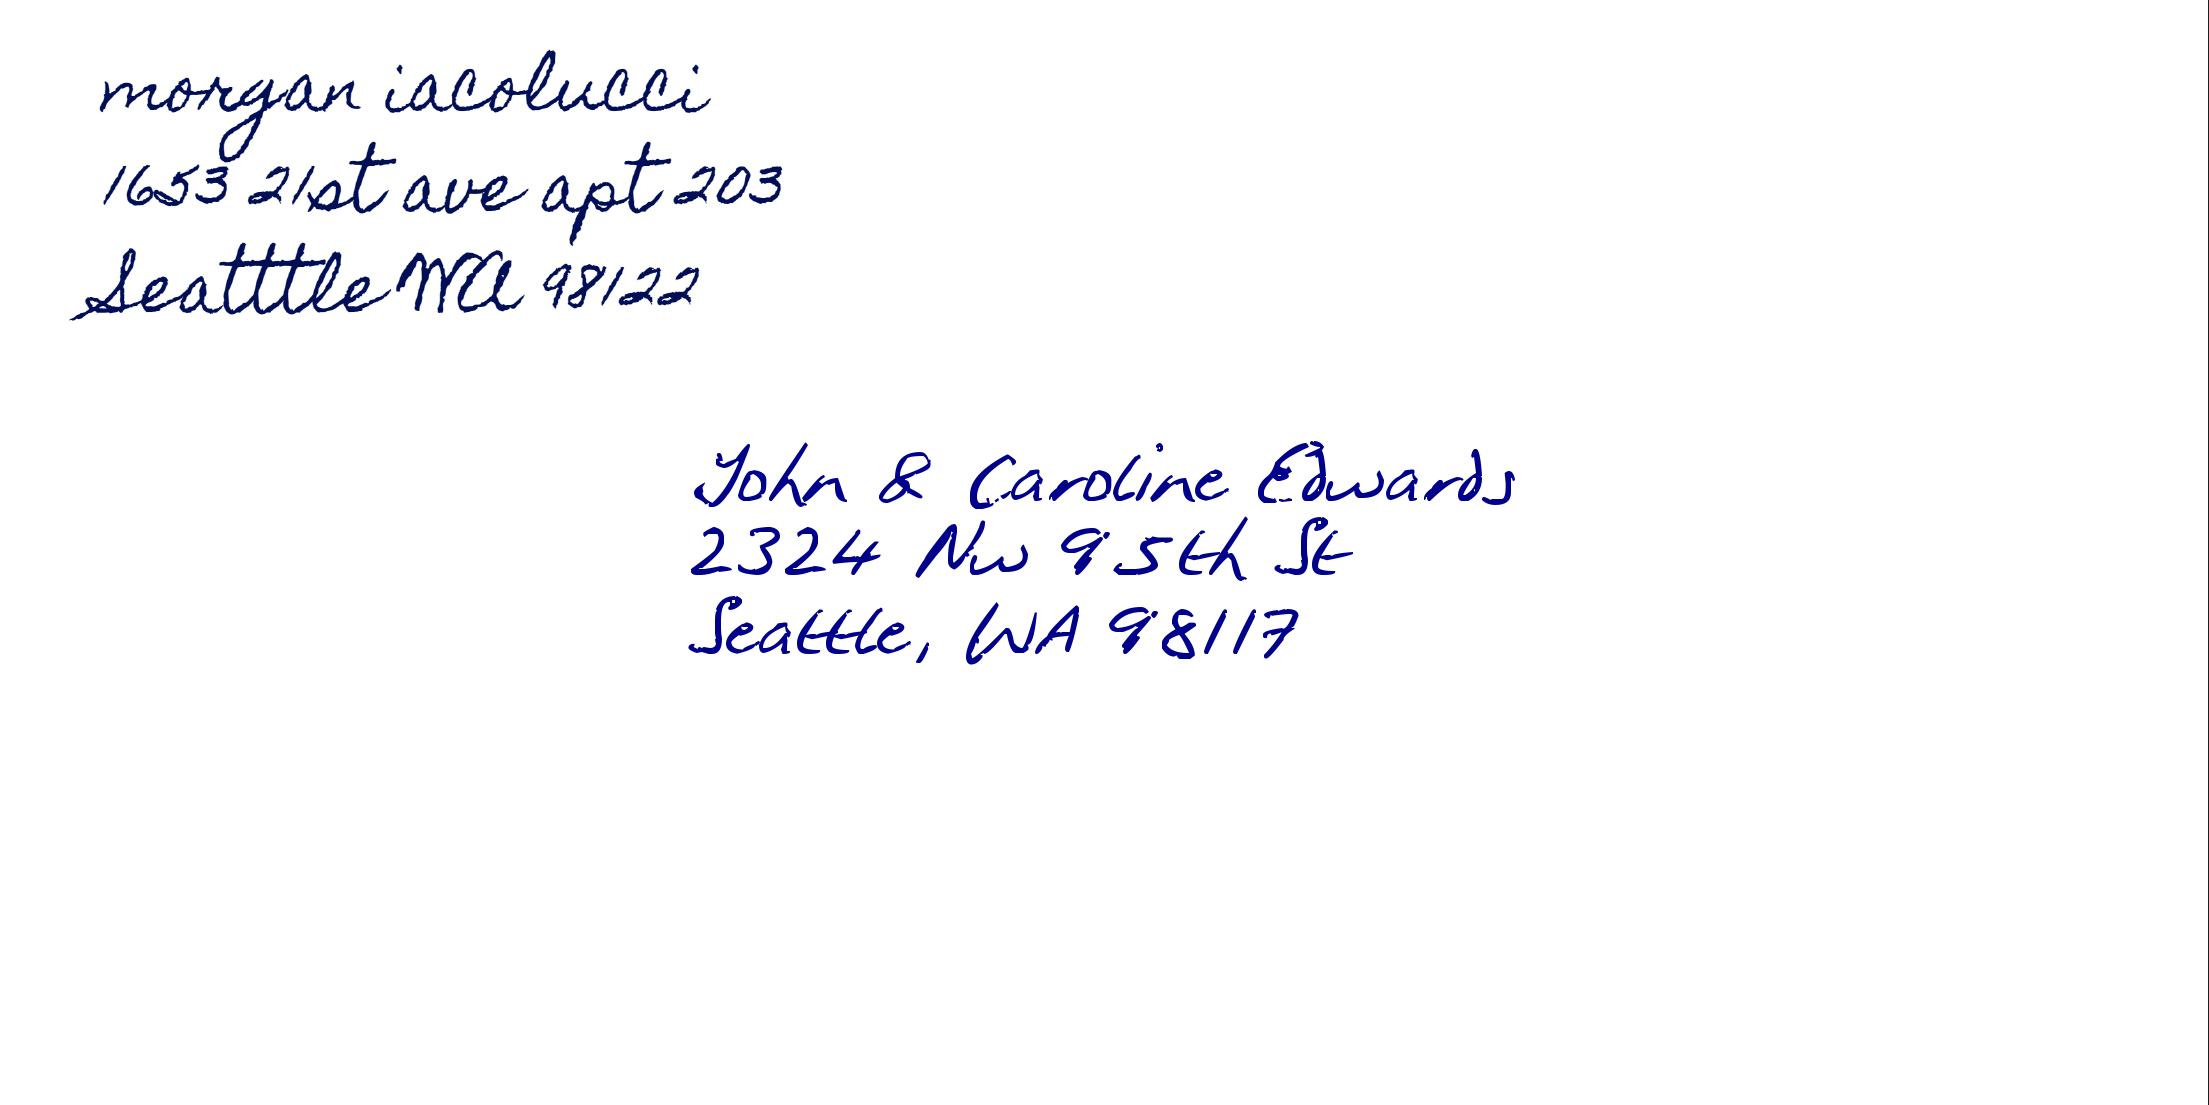 morgan iacolucci
1653 21st ave apt 203
Seatttle WA 98122
John & Caroline Edwards
2324 NW 95th St
Seattle, WA 98117